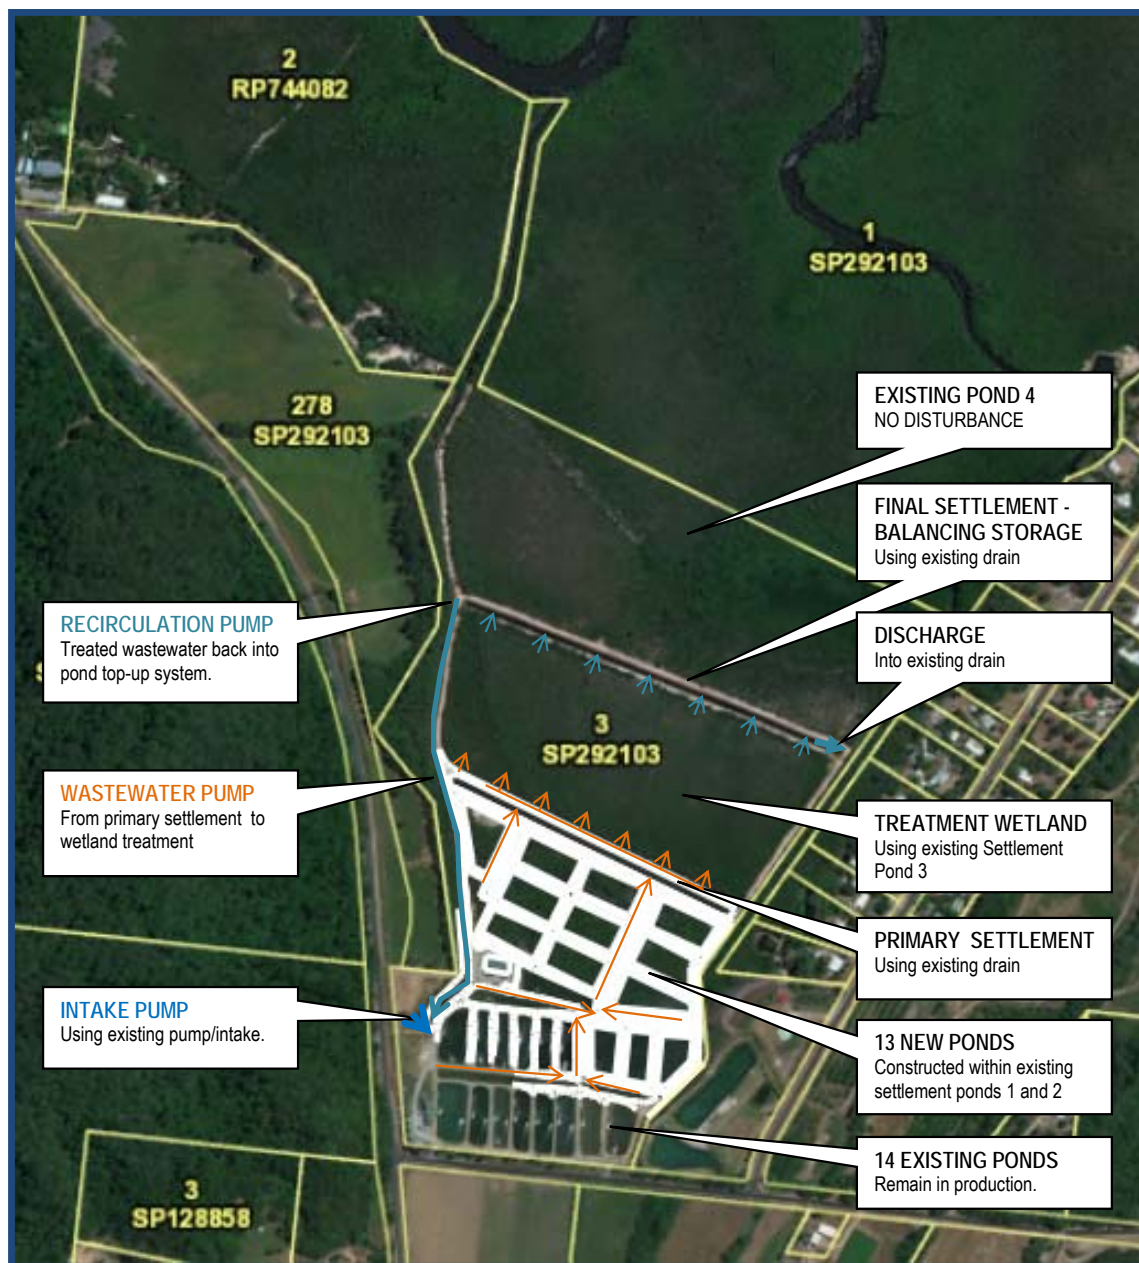 2
RP744082
1
SP292103
278
SP292103
EXISTING POND 4
NO DISTURBANCE
FINAL SETTLEMENT -
BALANCING STORAGE
Using existing drain
RECIRCULATION PUMP
Treated wastewater back into
pond top-up system.
DISCHARGE
Into existing drain
3
SP292103
WASTEWATER PUMP
From primary settlement to
wetland treatment
TREATMENT WETLAND
Using existing Settlement
Pond 3
PRIMARY SETTLEMENT
Using existing drain
INTAKE PUMP
Using existing pump/intake.
13 NEW PONDS
Constructed within existing
settlement ponds 1 and 2
14 EXISTING PONDS
Remain in production.
3
SP128858